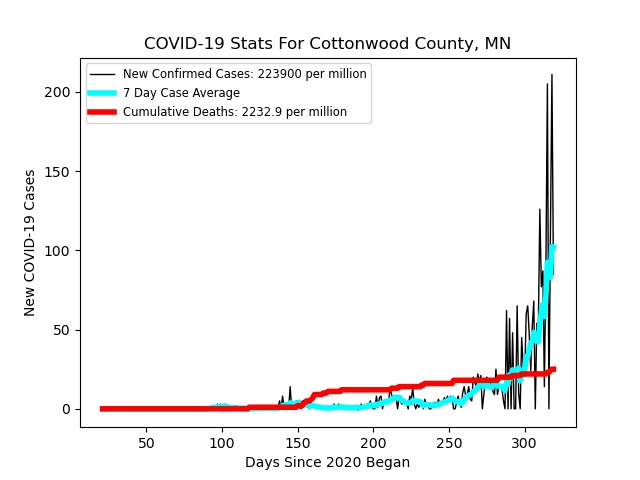 COVID-19 Stats For Cottonwood County, MN
New Confirmed Cases: 223900 per million
7 Day Case Average
Cumulative Deaths: 2232.9 per million
New COVID-19 Cases
200
150
100
50
0
50 100 150 200 250 300
Days Since 2020 Began